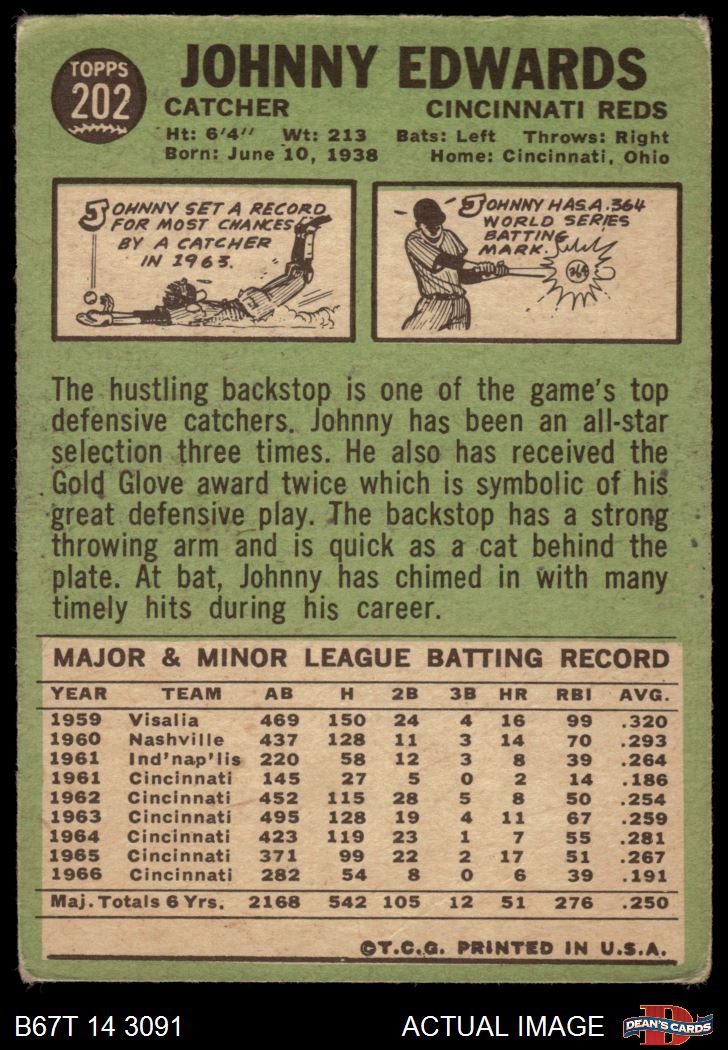 TOPPS
202
JOHNNY EDWARDS
CATCHER CINCINNATI REDS
Ht: 6'4" Wt: 213 Bats: Left Throws: Right
Born: June 10, 1938 Home: Cincinnati, Ohio
JOHNNY SET A RECORD
FOR MOST CHANCES
BY A CATCHER
IN 1963.
JOHNNY HAS A .364
WORLD SERIES
BATTING
MARK.
364
The hustling backstop is one of the game's top
defensive catchers. Johnny has been an all-star
selection three times. He also has received the
Gold Glove award twice which is symbolic of his
great defensive play. The backstop has a strong
throwing arm and is quick as a cat behind the
plate. At bat, Johnny has chimed in with many
timely hits during his career.
MAJOR & MINOR LEAGUE BATTING RECORD
YEAR TEAM AB H 2B 3B HR RBI AVG.
1959 Visalia 469 150 24 4 16 99 .320
1960 Nashville 437 128 11 3 14 70 .293
1961 Ind'nap'lis 220 58 12 3 8 39 .264
1961 Cincinnati 145 27 5 0 2 14 .186
1962 Cincinnati 452 115 28 5 8 50 .254
1963 Cincinnati 495 128 19 4 11 67 .259
1964 Cincinnati 423 119 23 1 7 55 .281
1965 Cincinnati 371 99 22 2 17 51 .267
1966 Cincinnati 282 54 8 0 6 39 .191
Maj. Totals 6 Yrs. 2168 542 105 12 51 276 .250
©T.C.G. PRINTED IN U.S.A.
B67T 14 3091 ACTUAL IMAGE DEAN'S CARDS